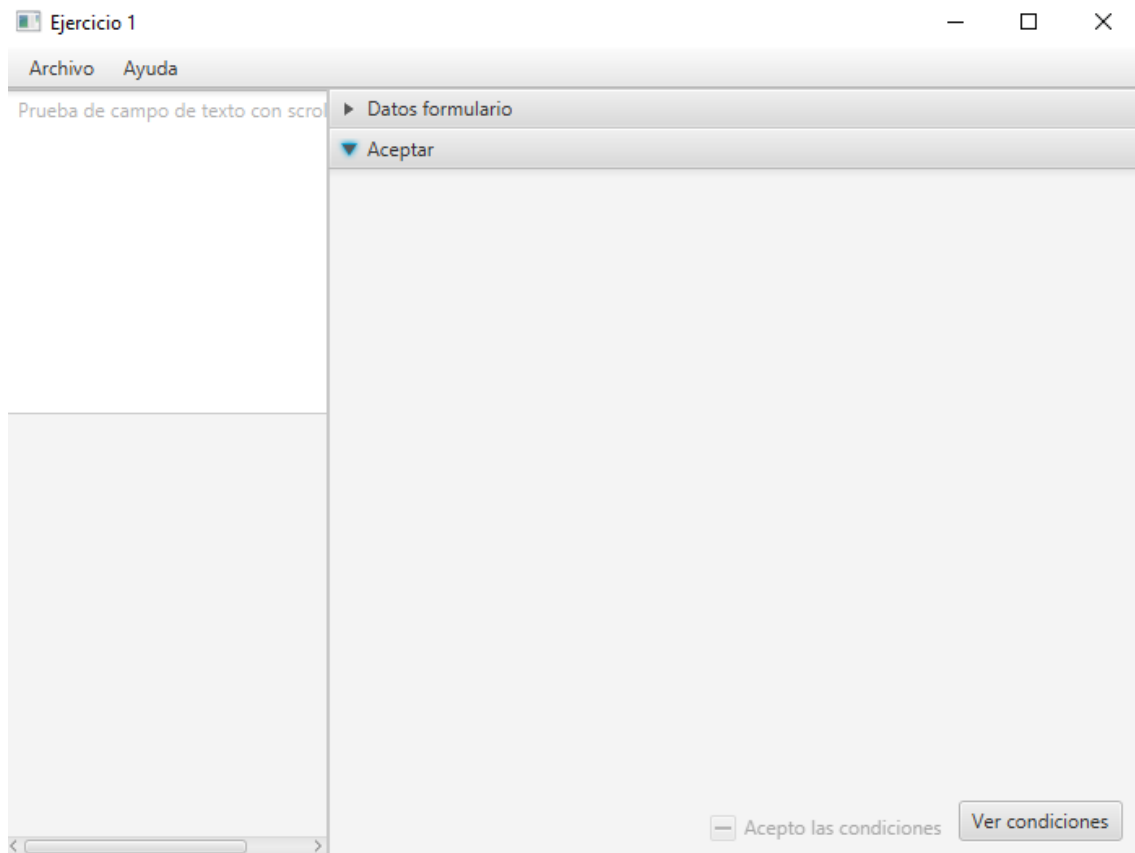 Ejercicio 1
Archivo Ayuda
Prueba de campo de texto con scrol
Datos formulario
Aceptar
Acepto las condiciones
Ver condiciones